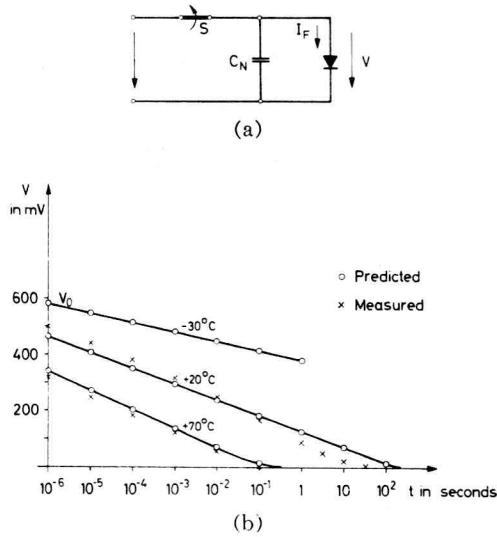 S
C_N
I_F
V
(a)
V
in mV
600
400
200
V_0
-30°C
+20°C
+70°C
o Predicted
x Measured
10^-6 10^-5 10^-4 10^-3 10^-2 10^-1 1 10 10^2 t in seconds
(b)